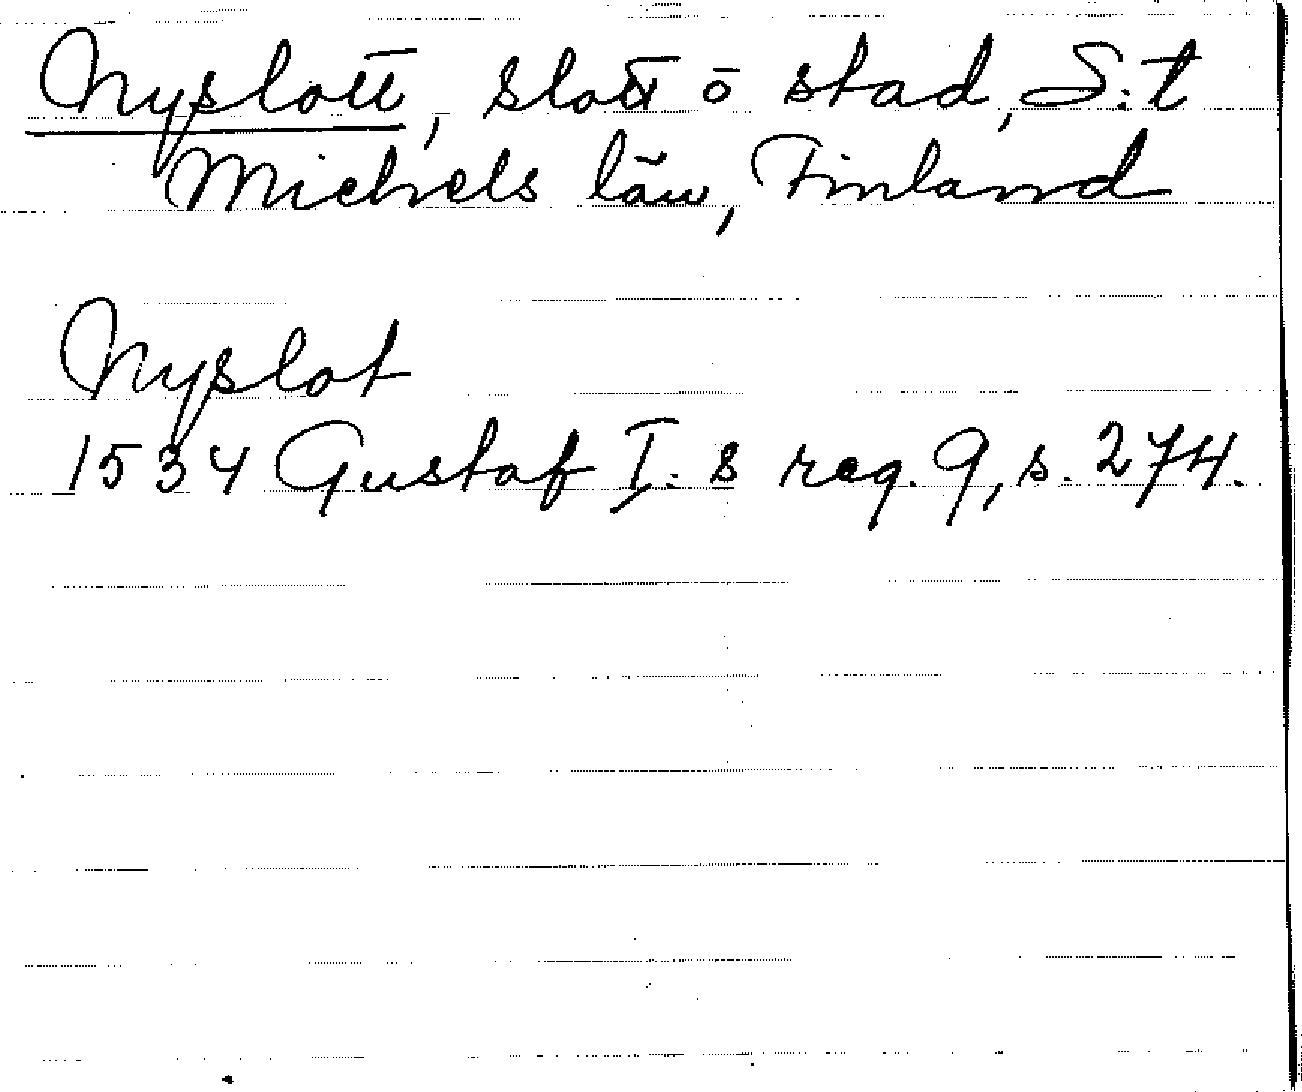 Nyslott, slott o stad, S:t
Michels län, Finland
Nyslot
1534 Gustaf I:s reg. 9, s. 274.